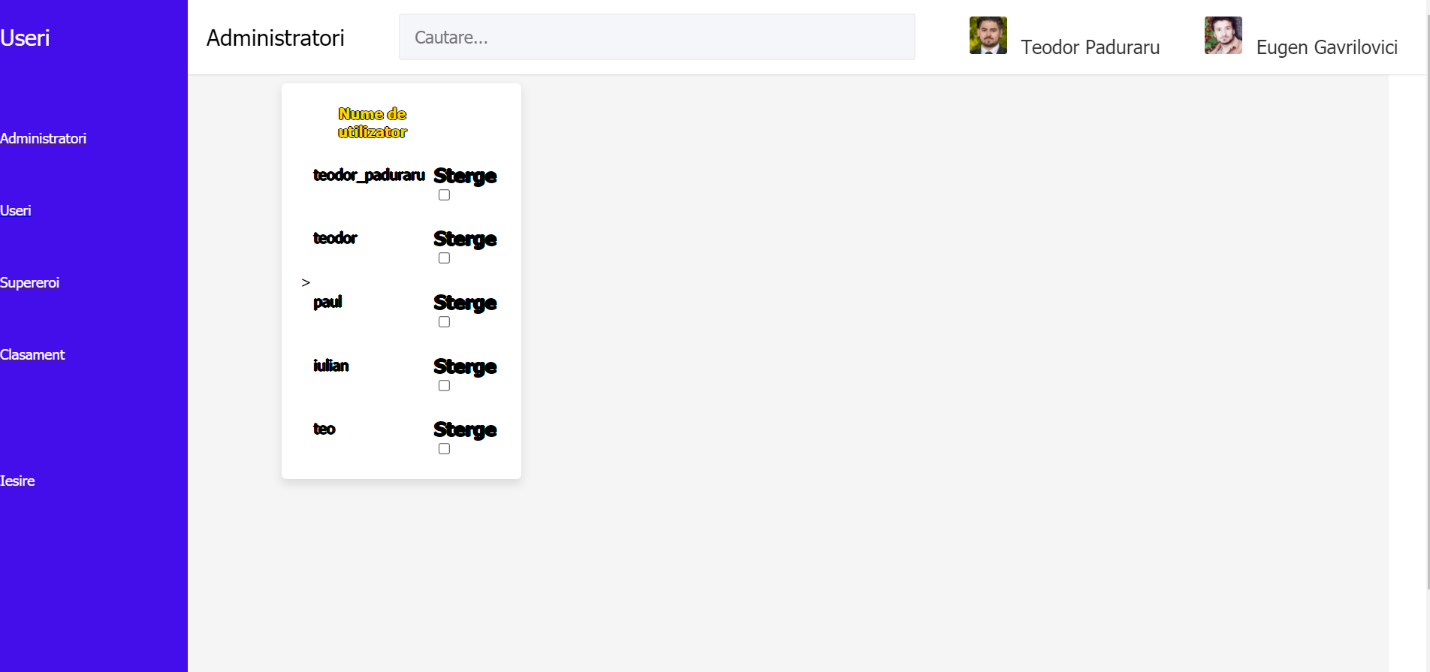 Useri
Administratori
Useri
Supereroi
Clasament
Iesire
Administratori
Cautare...
Teodor Paduraru
Eugen Gavrilovici
Nume de
utilizator
teodor_paduraru Sterge
teodor Sterge
>
paul Sterge
iulian Sterge
teo Sterge